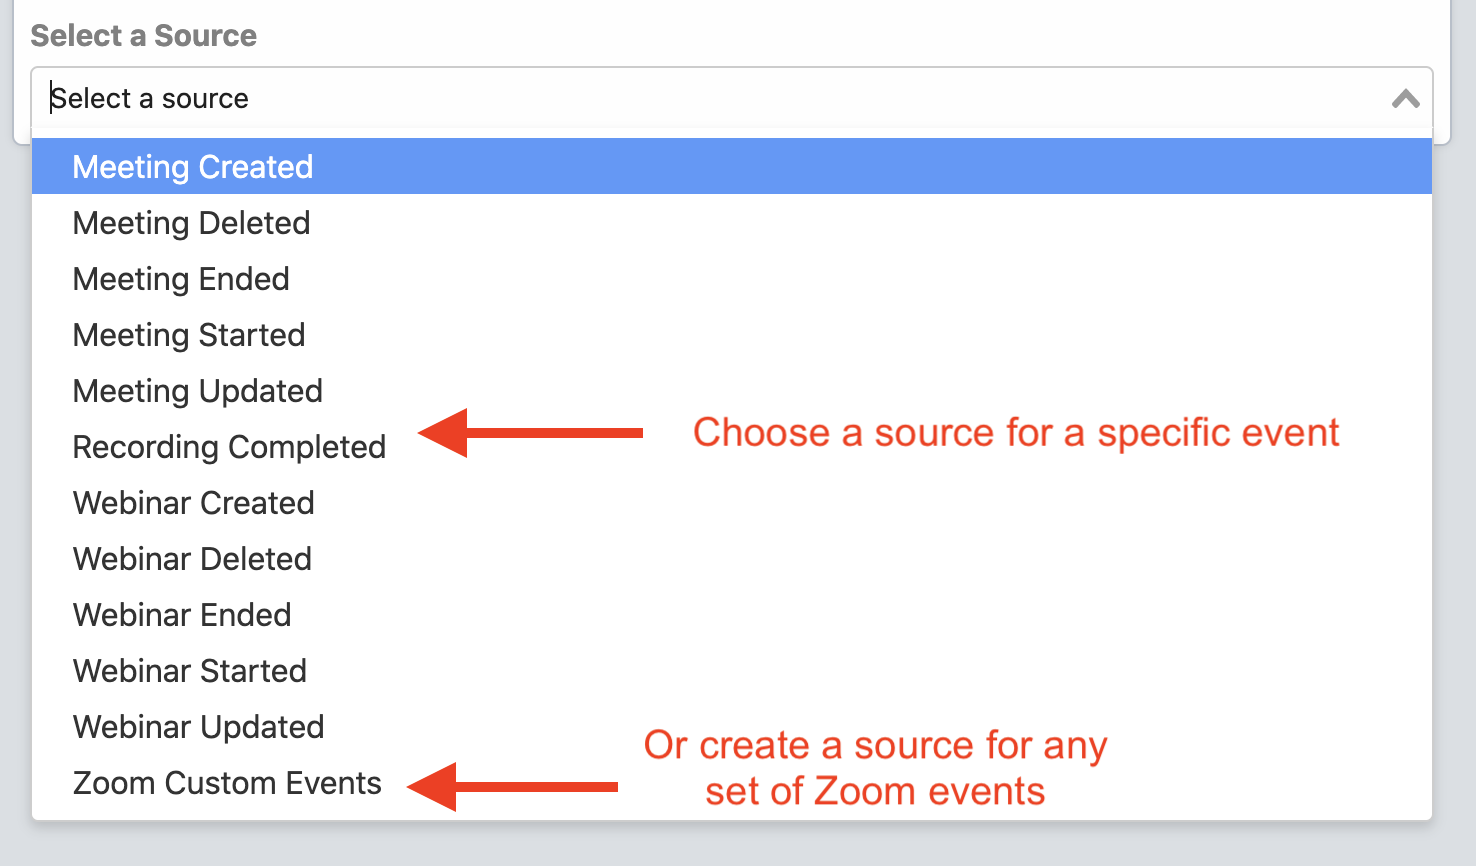 Select a Source
Select a source
Meeting Created
Meeting Deleted
Meeting Ended
Meeting Started
Meeting Updated
Recording Completed
Choose a source for a specific event
Webinar Created
Webinar Deleted
Webinar Ended
Webinar Started
Webinar Updated
Zoom Custom Events
Or create a source for any
set of Zoom events